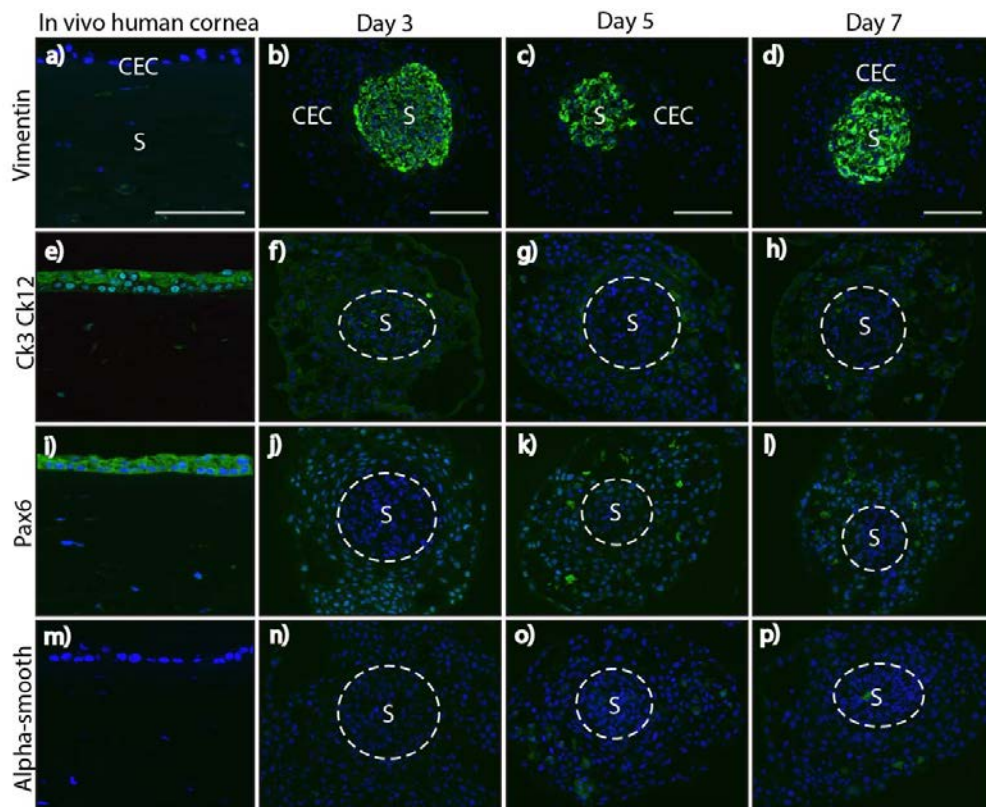 In vivo human cornea Day 3 Day 5 Day 7
Vimentin
a) CEC S
b) CEC S
c) S CEC
d) CEC S
Ck3 Ck12
e)
f) S
g) S
h) S
Pax6
i)
j) S
k) S
l) S
Alpha-smooth
m)
n) S
o) S
p) S